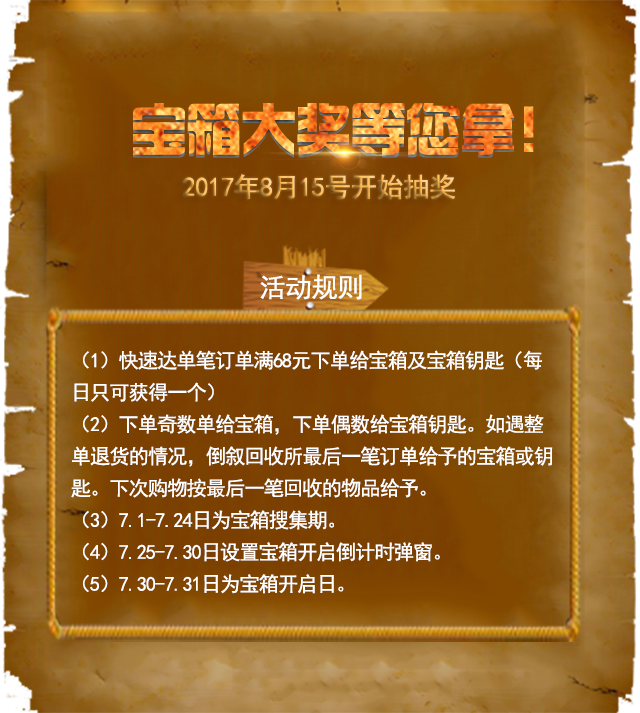 宝箱大奖等您拿！
2017年8月15号开始抽奖
活动规则
（1）快速达单笔订单满68元下单给宝箱及宝箱钥匙（每
日只可获得一个）
（2）下单奇数单给宝箱，下单偶数给宝箱钥匙。如遇整
单退货的情况，倒叙回收所最后一笔订单给予的宝箱或钥
匙。下次购物按最后一笔回收的物品给予。
（3）7.1-7.24日为宝箱搜集期。
（4）7.25-7.30日设置宝箱开启倒计时弹窗。
（5）7.30-7.31日为宝箱开启日。